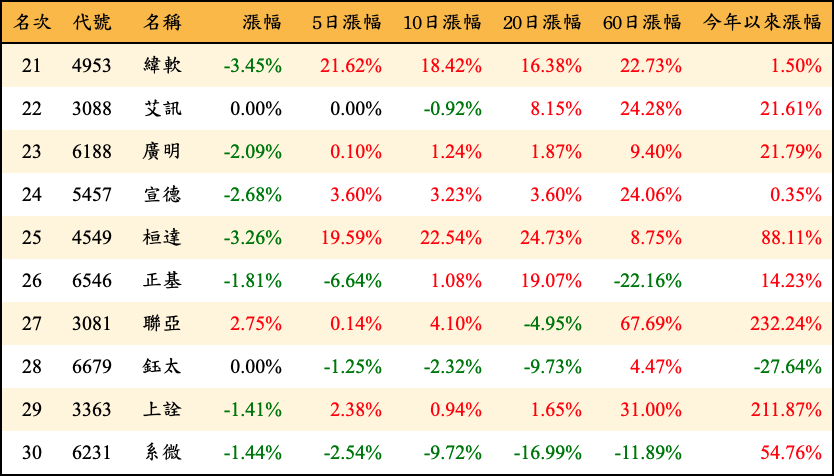 名次 代號 名稱 漲幅 5日漲幅 10日漲幅 20日漲幅 60日漲幅 今年以來漲幅
21 4953 緯軟 -3.45% 21.62% 18.42% 16.38% 22.73% 1.50%
22 3088 艾訊 0.00% 0.00% -0.92% 8.15% 24.28% 21.61%
23 6188 廣明 -2.09% 0.10% 1.24% 1.87% 9.40% 21.79%
24 5457 宣德 -2.68% 3.60% 3.23% 3.60% 24.06% 0.35%
25 4549 桓達 -3.26% 19.59% 22.54% 24.73% 8.75% 88.11%
26 6546 正基 -1.81% -6.64% 1.08% 19.07% -22.16% 14.23%
27 3081 聯亞 2.75% 0.14% 4.10% -4.95% 67.69% 232.24%
28 6679 鈺太 0.00% -1.25% -2.32% -9.73% 4.47% -27.64%
29 3363 上詮 -1.41% 2.38% 0.94% 1.65% 31.00% 211.87%
30 6231 系微 -1.44% -2.54% -9.72% -16.99% -11.89% 54.76%